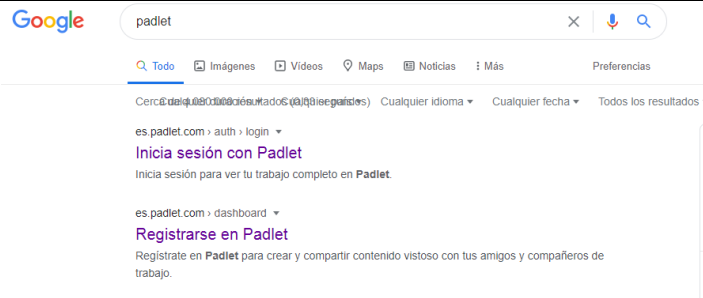 Google
padlet
Todo Imágenes Vídeos Maps Noticias Más Preferencias
Cualquier idioma Cualquier fecha Todos los resultados
es.padlet.com › auth › login
Inicia sesión con Padlet
Inicia sesión para ver tu trabajo completo en Padlet.
es.padlet.com › dashboard
Registrarse en Padlet
Regístrate en Padlet para crear y compartir contenido vistoso con tus amigos y compañeros de
trabajo.